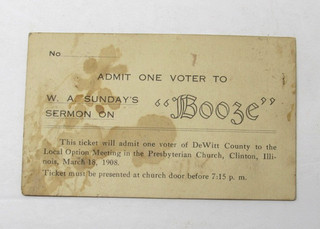 No
ADMIT ONE VOTER TO
W. A. SUNDAY'S
SERMON ON
"Booze"
This ticket will admit one voter of DeWitt County to the
Local Option Meeting in the Presbyterian Church, Clinton, Illi-
nois, March 18, 1908.
Ticket must be presented at church door before 7:15 p. m.